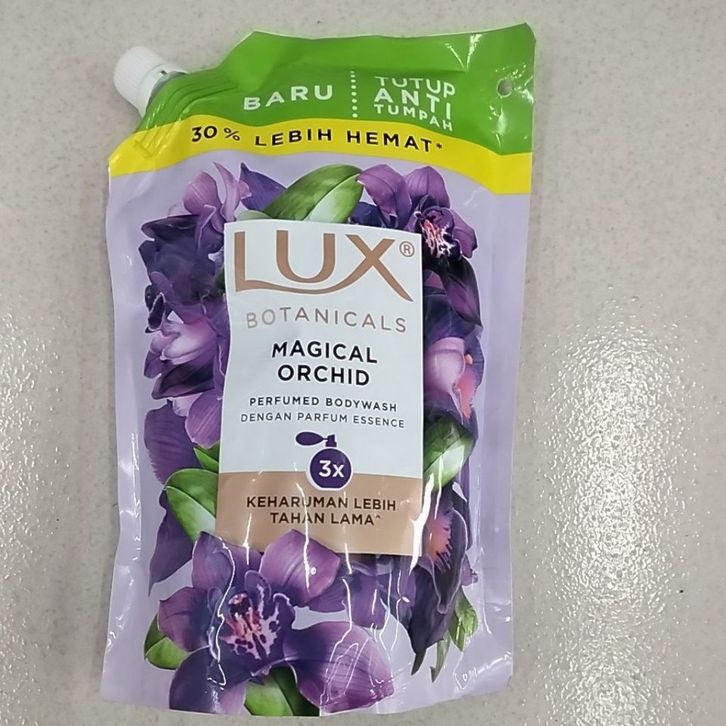 BARU
TUTUP
ANTI
TUMPAH
30% LEBIH HEMAT*
LUX®
BOTANICALS
MAGICAL
ORCHID
PERFUMED BODYWASH
DENGAN PARFUM ESSENCE
3x
KEHARUMAN LEBIH
TAHAN LAMA^